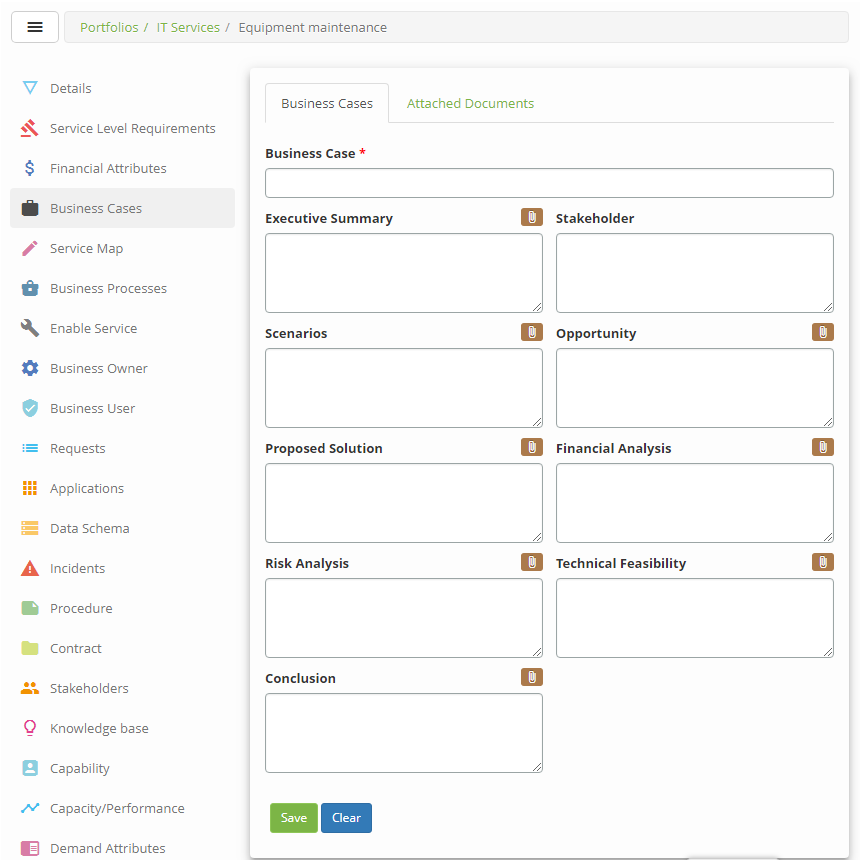 Portfolios / IT Services / Equipment maintenance
Details
Service Level Requirements
Financial Attributes
Business Cases
Service Map
Business Processes
Enable Service
Business Owner
Business User
Requests
Applications
Data Schema
Incidents
Procedure
Contract
Stakeholders
Knowledge base
Capability
Capacity/Performance
Demand Attributes
Business Cases Attached Documents
Business Case *
Executive Summary Stakeholder
Scenarios Opportunity
Proposed Solution Financial Analysis
Risk Analysis Technical Feasibility
Conclusion
Save Clear